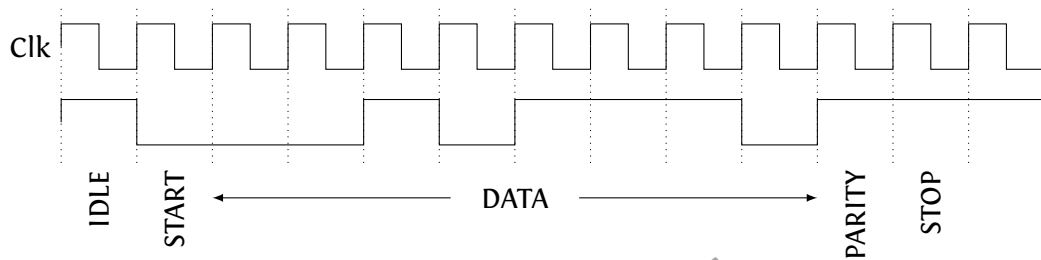 Clk
IDLE
START
DATA
PARITY
STOP